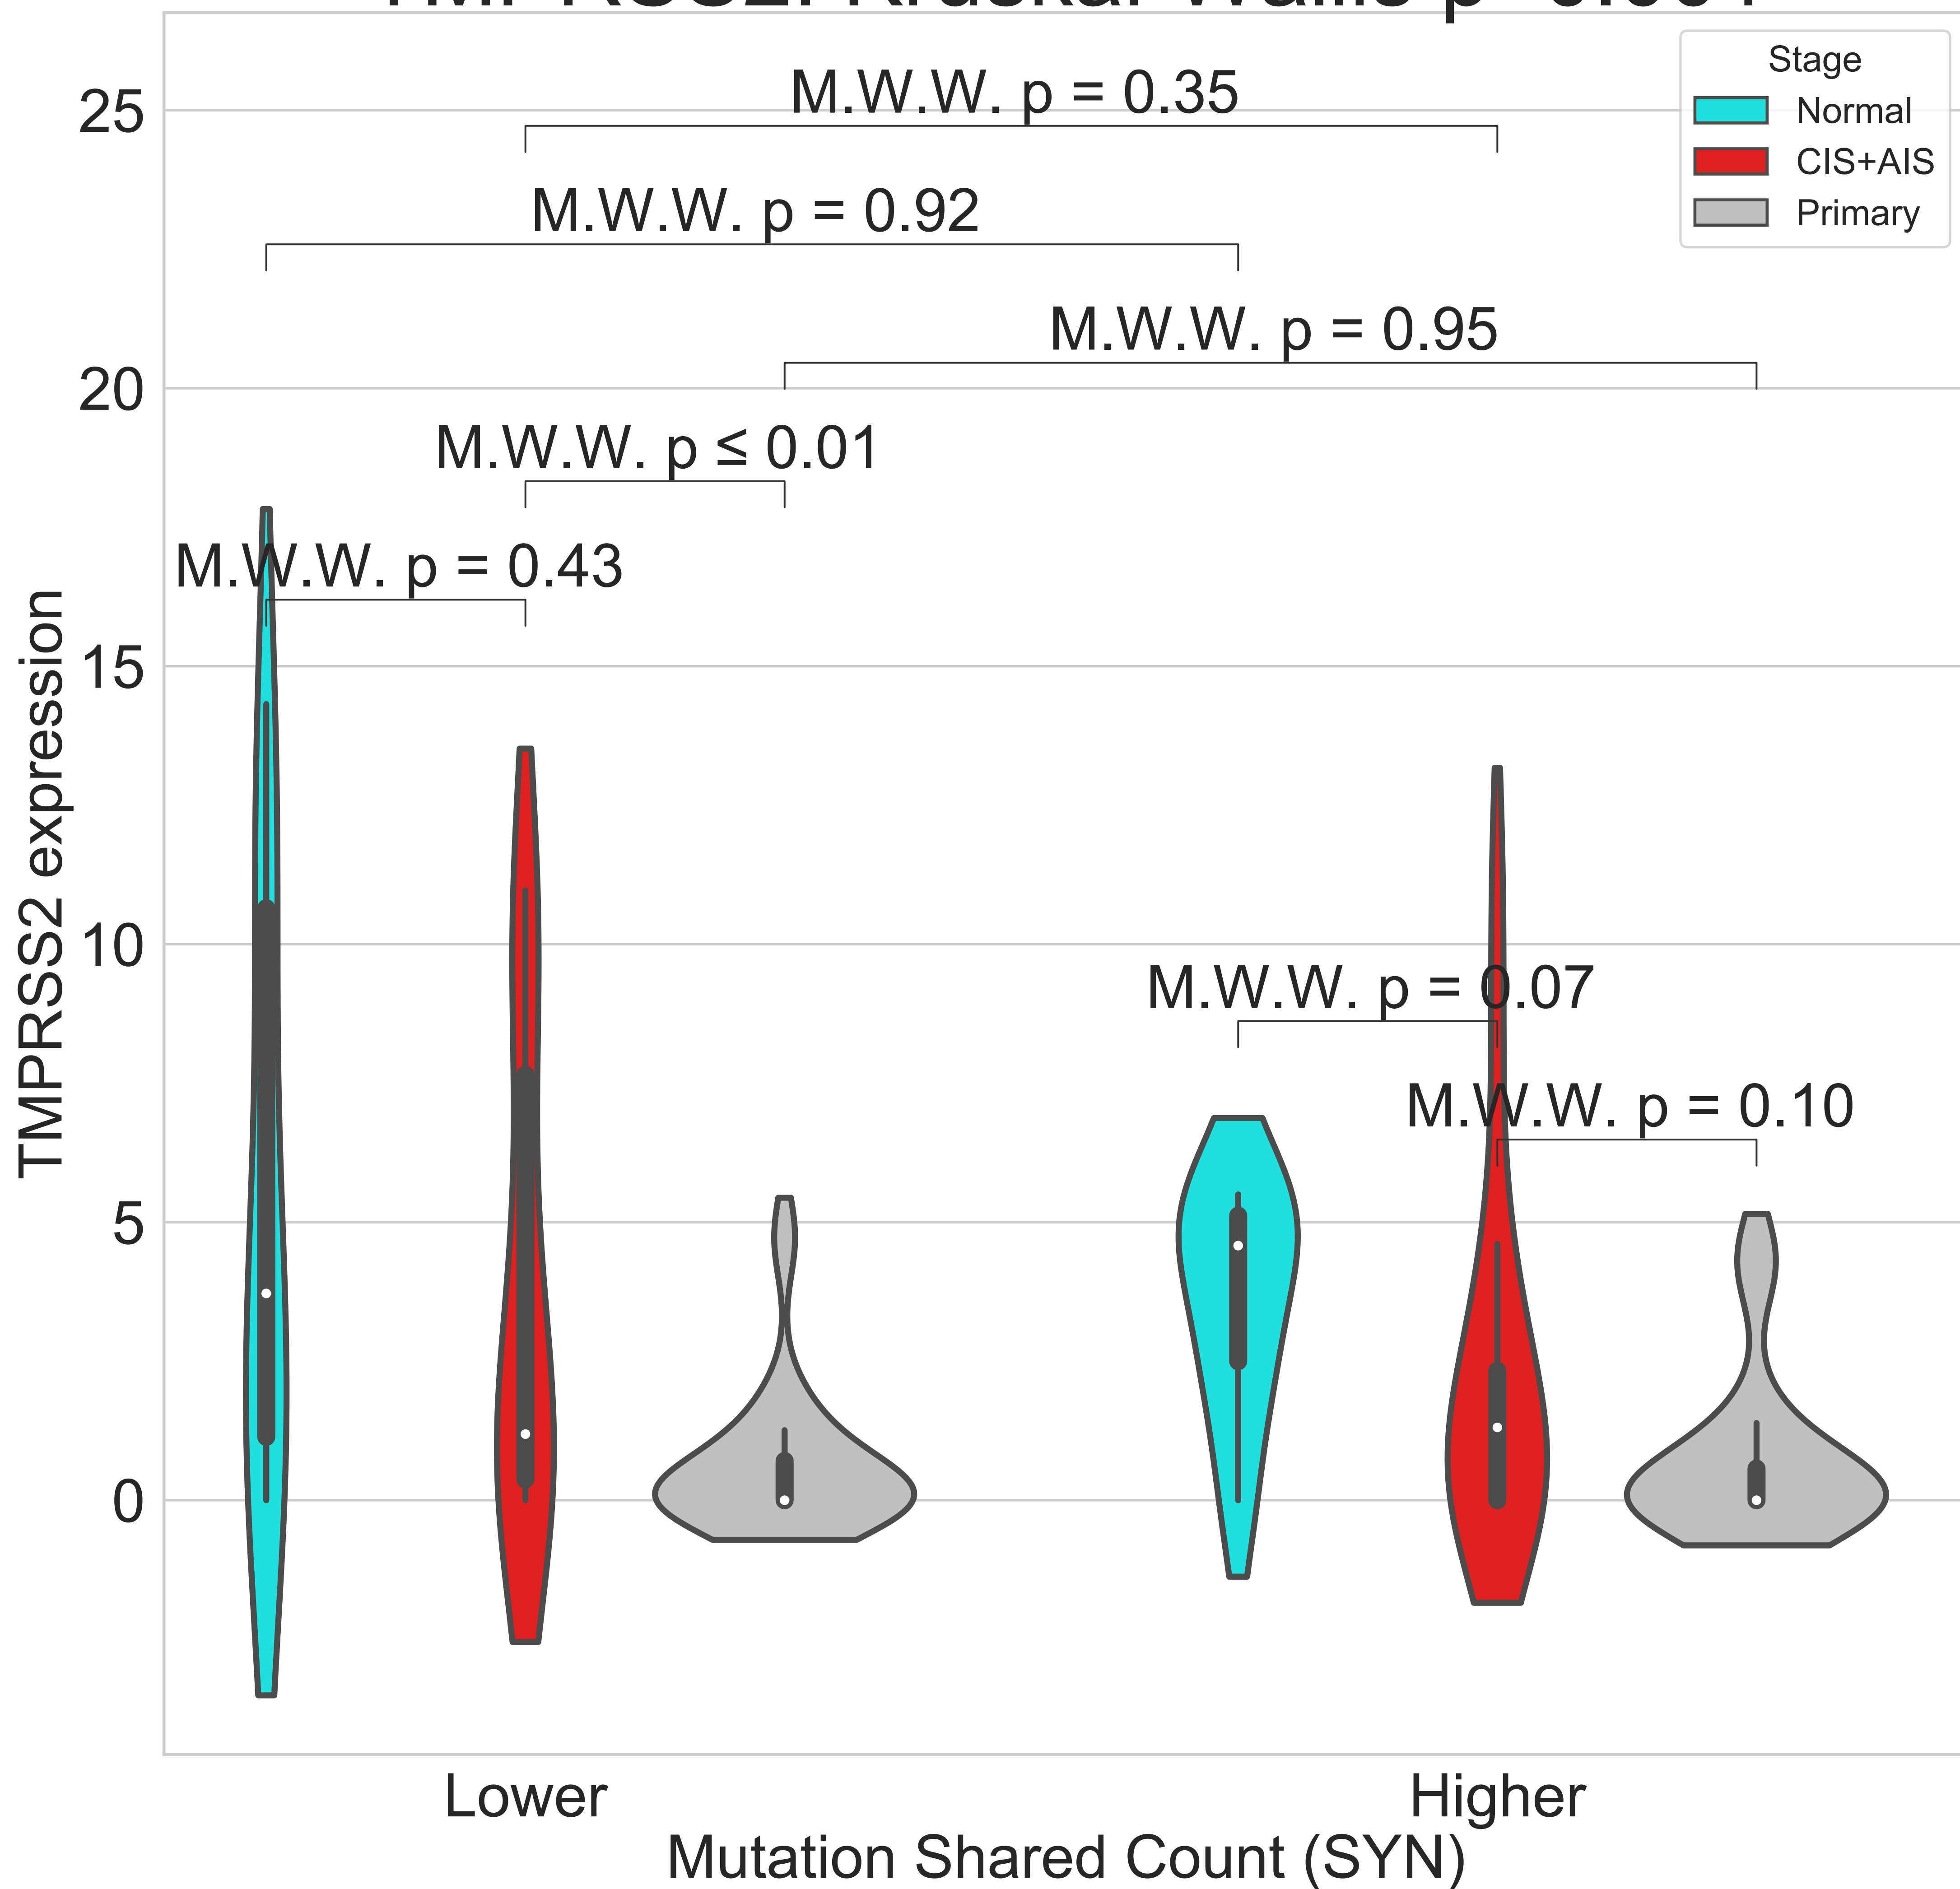 Stage
Normal
CIS+AIS
Primary
M.W.W. p = 0.35
M.W.W. p = 0.92
M.W.W. p = 0.95
M.W.W. p ≤ 0.01
M.W.W. p = 0.43
M.W.W. p = 0.07
M.W.W. p = 0.10
25
20
15
10
5
0
TMPRSS2 expression
Lower
Higher
Mutation Shared Count (SYN)